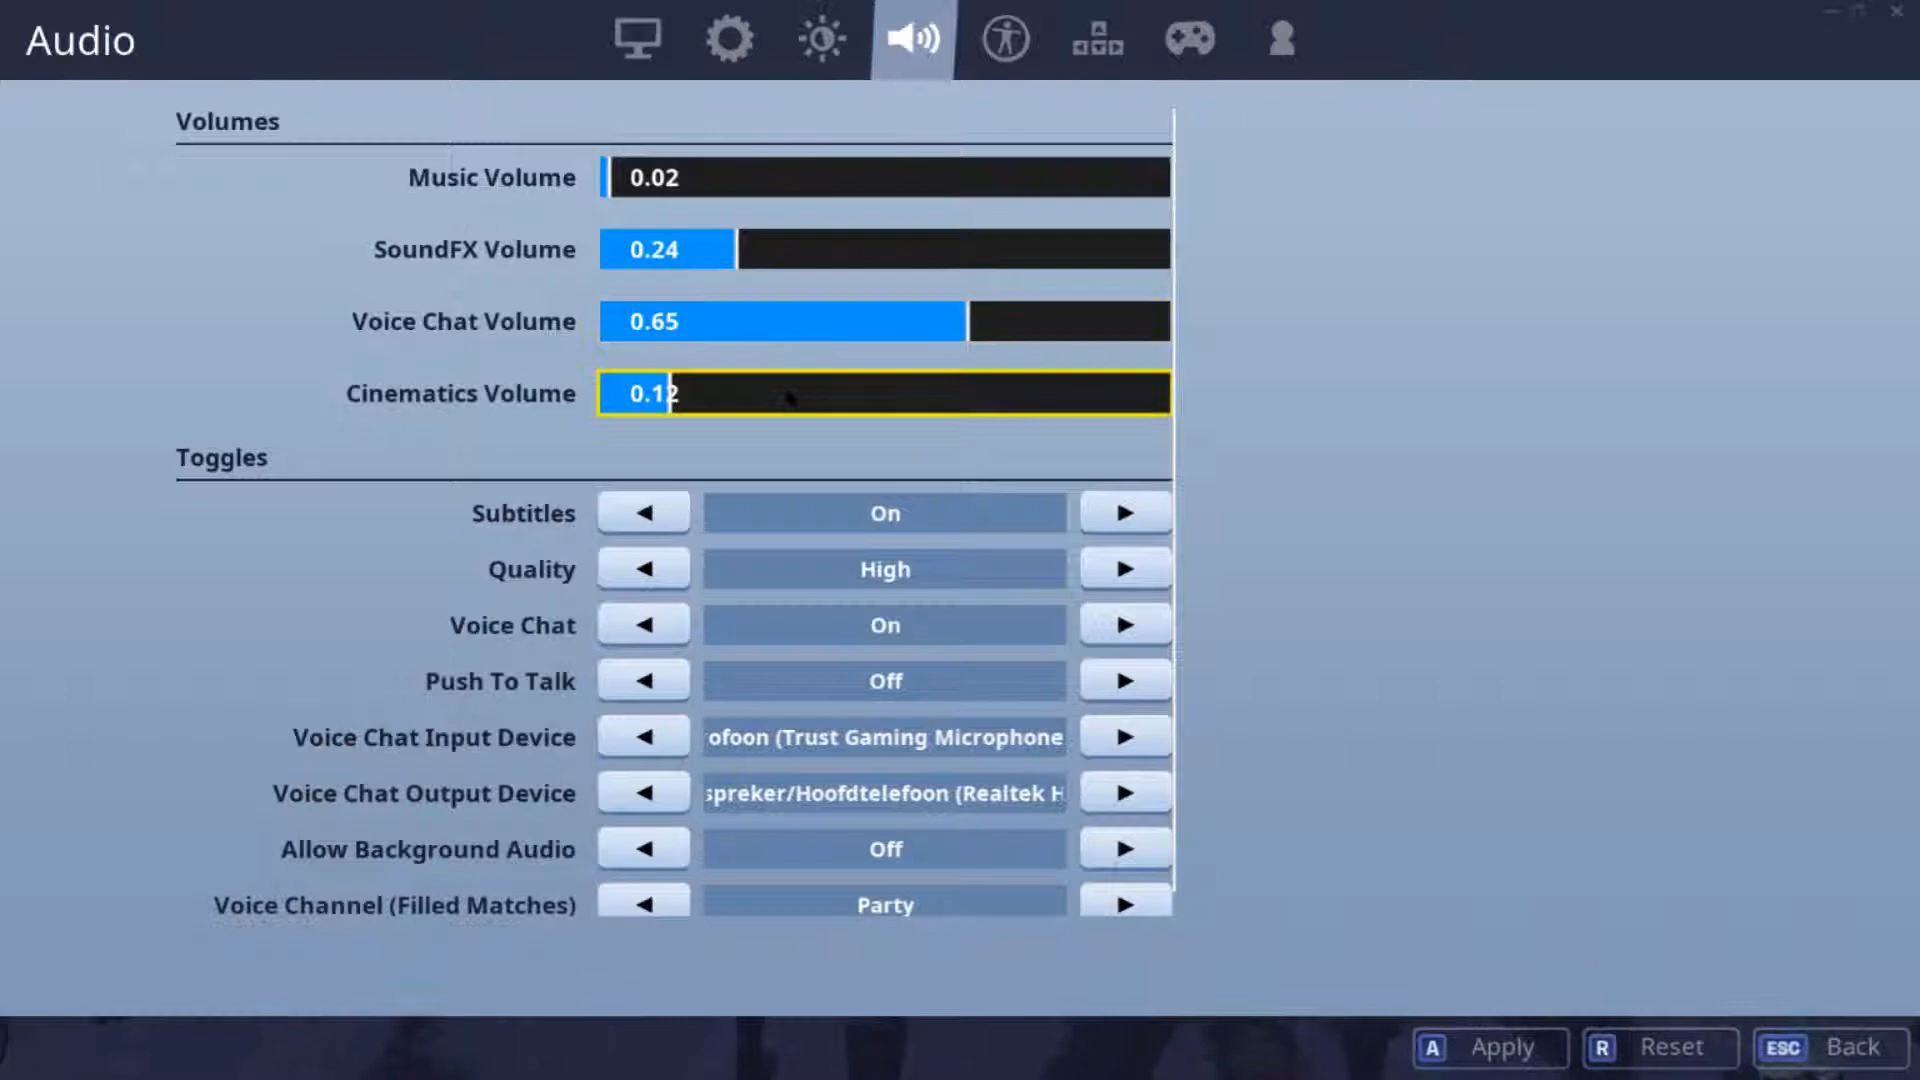 Audio
Volumes
Music Volume 0.02
SoundFX Volume 0.24
Voice Chat Volume 0.65
Cinematics Volume 0.12
Toggles
Subtitles ◀ On ▶
Quality ◀ High ▶
Voice Chat ◀ On ▶
Push To Talk ◀ Off ▶
Voice Chat Input Device ◀ ofoon (Trust Gaming Microphone ▶
Voice Chat Output Device ◀ spreker/Hoofdtelefoon (Realtek H ▶
Allow Background Audio ◀ Off ▶
Voice Channel (Filled Matches) ◀ Party ▶
A Apply R Reset ESC Back